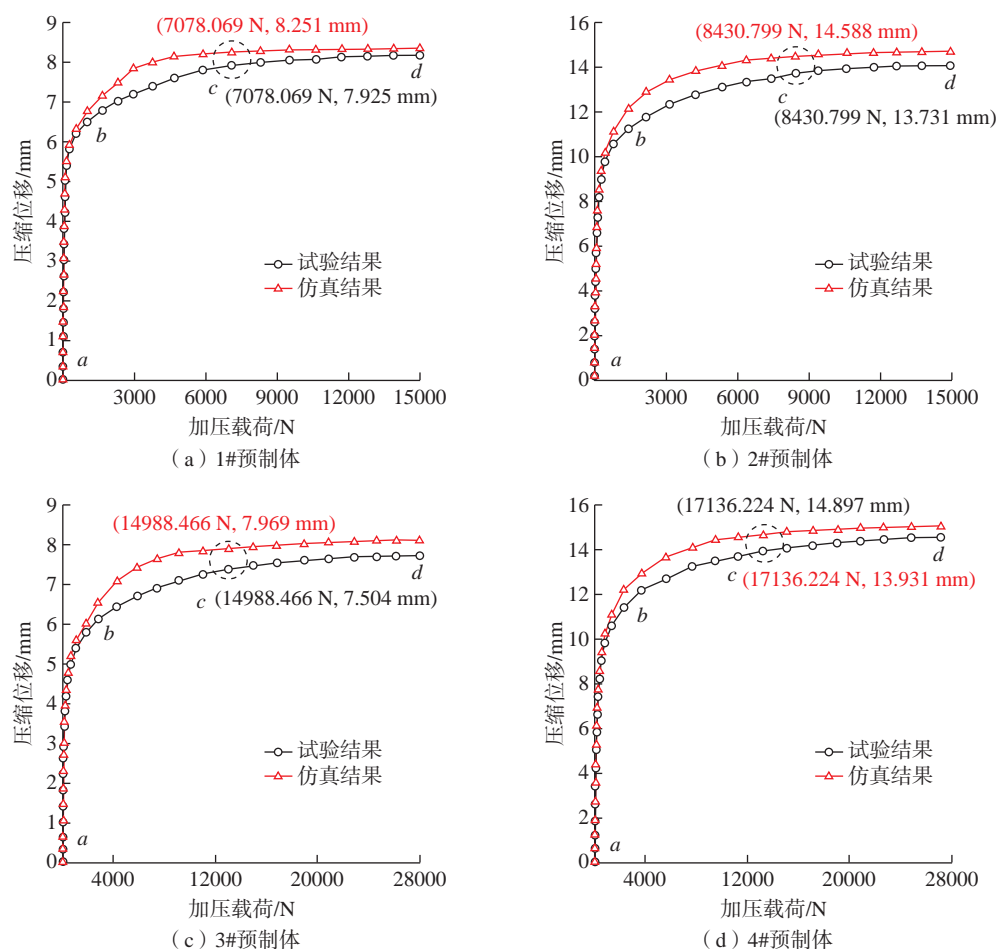 (7078.069 N, 8.251 mm)
(7078.069 N, 7.925 mm)
a
b
c
d
试验结果
仿真结果
压缩位移/mm
9
8
7
6
5
4
3
2
8
1
0
3000
6000
9000
12000
15000
加压载荷/N
(a) 1#预制体
(8430.799 N, 14.588 mm)
(8430.799 N, 13.731 mm)
a
b
c
d
试验结果
仿真结果
压缩位移/mm
16
14
12
14
8
6
4
2
0
3000
6000
9000
12000
15000
加压载荷/N
(b) 2#预制体
(14988.466 N, 7.969 mm)
(14988.466 N, 7.504 mm)
a
b
c
d
试验结果
仿真结果
压缩位移/mm
9
8
7
6
5
4
3
2
1
0
4000
12000
20000
28000
加压载荷/N
(c) 3#预制体
(17136.224 N, 14.897 mm)
(17136.224 N, 13.931 mm)
a
b
c
d
试验结果
仿真结果
压缩位移/mm
16
14
12
10
8
6
4
2
0
4000
12000
20000
28000
加压载荷/N
(d) 4#预制体